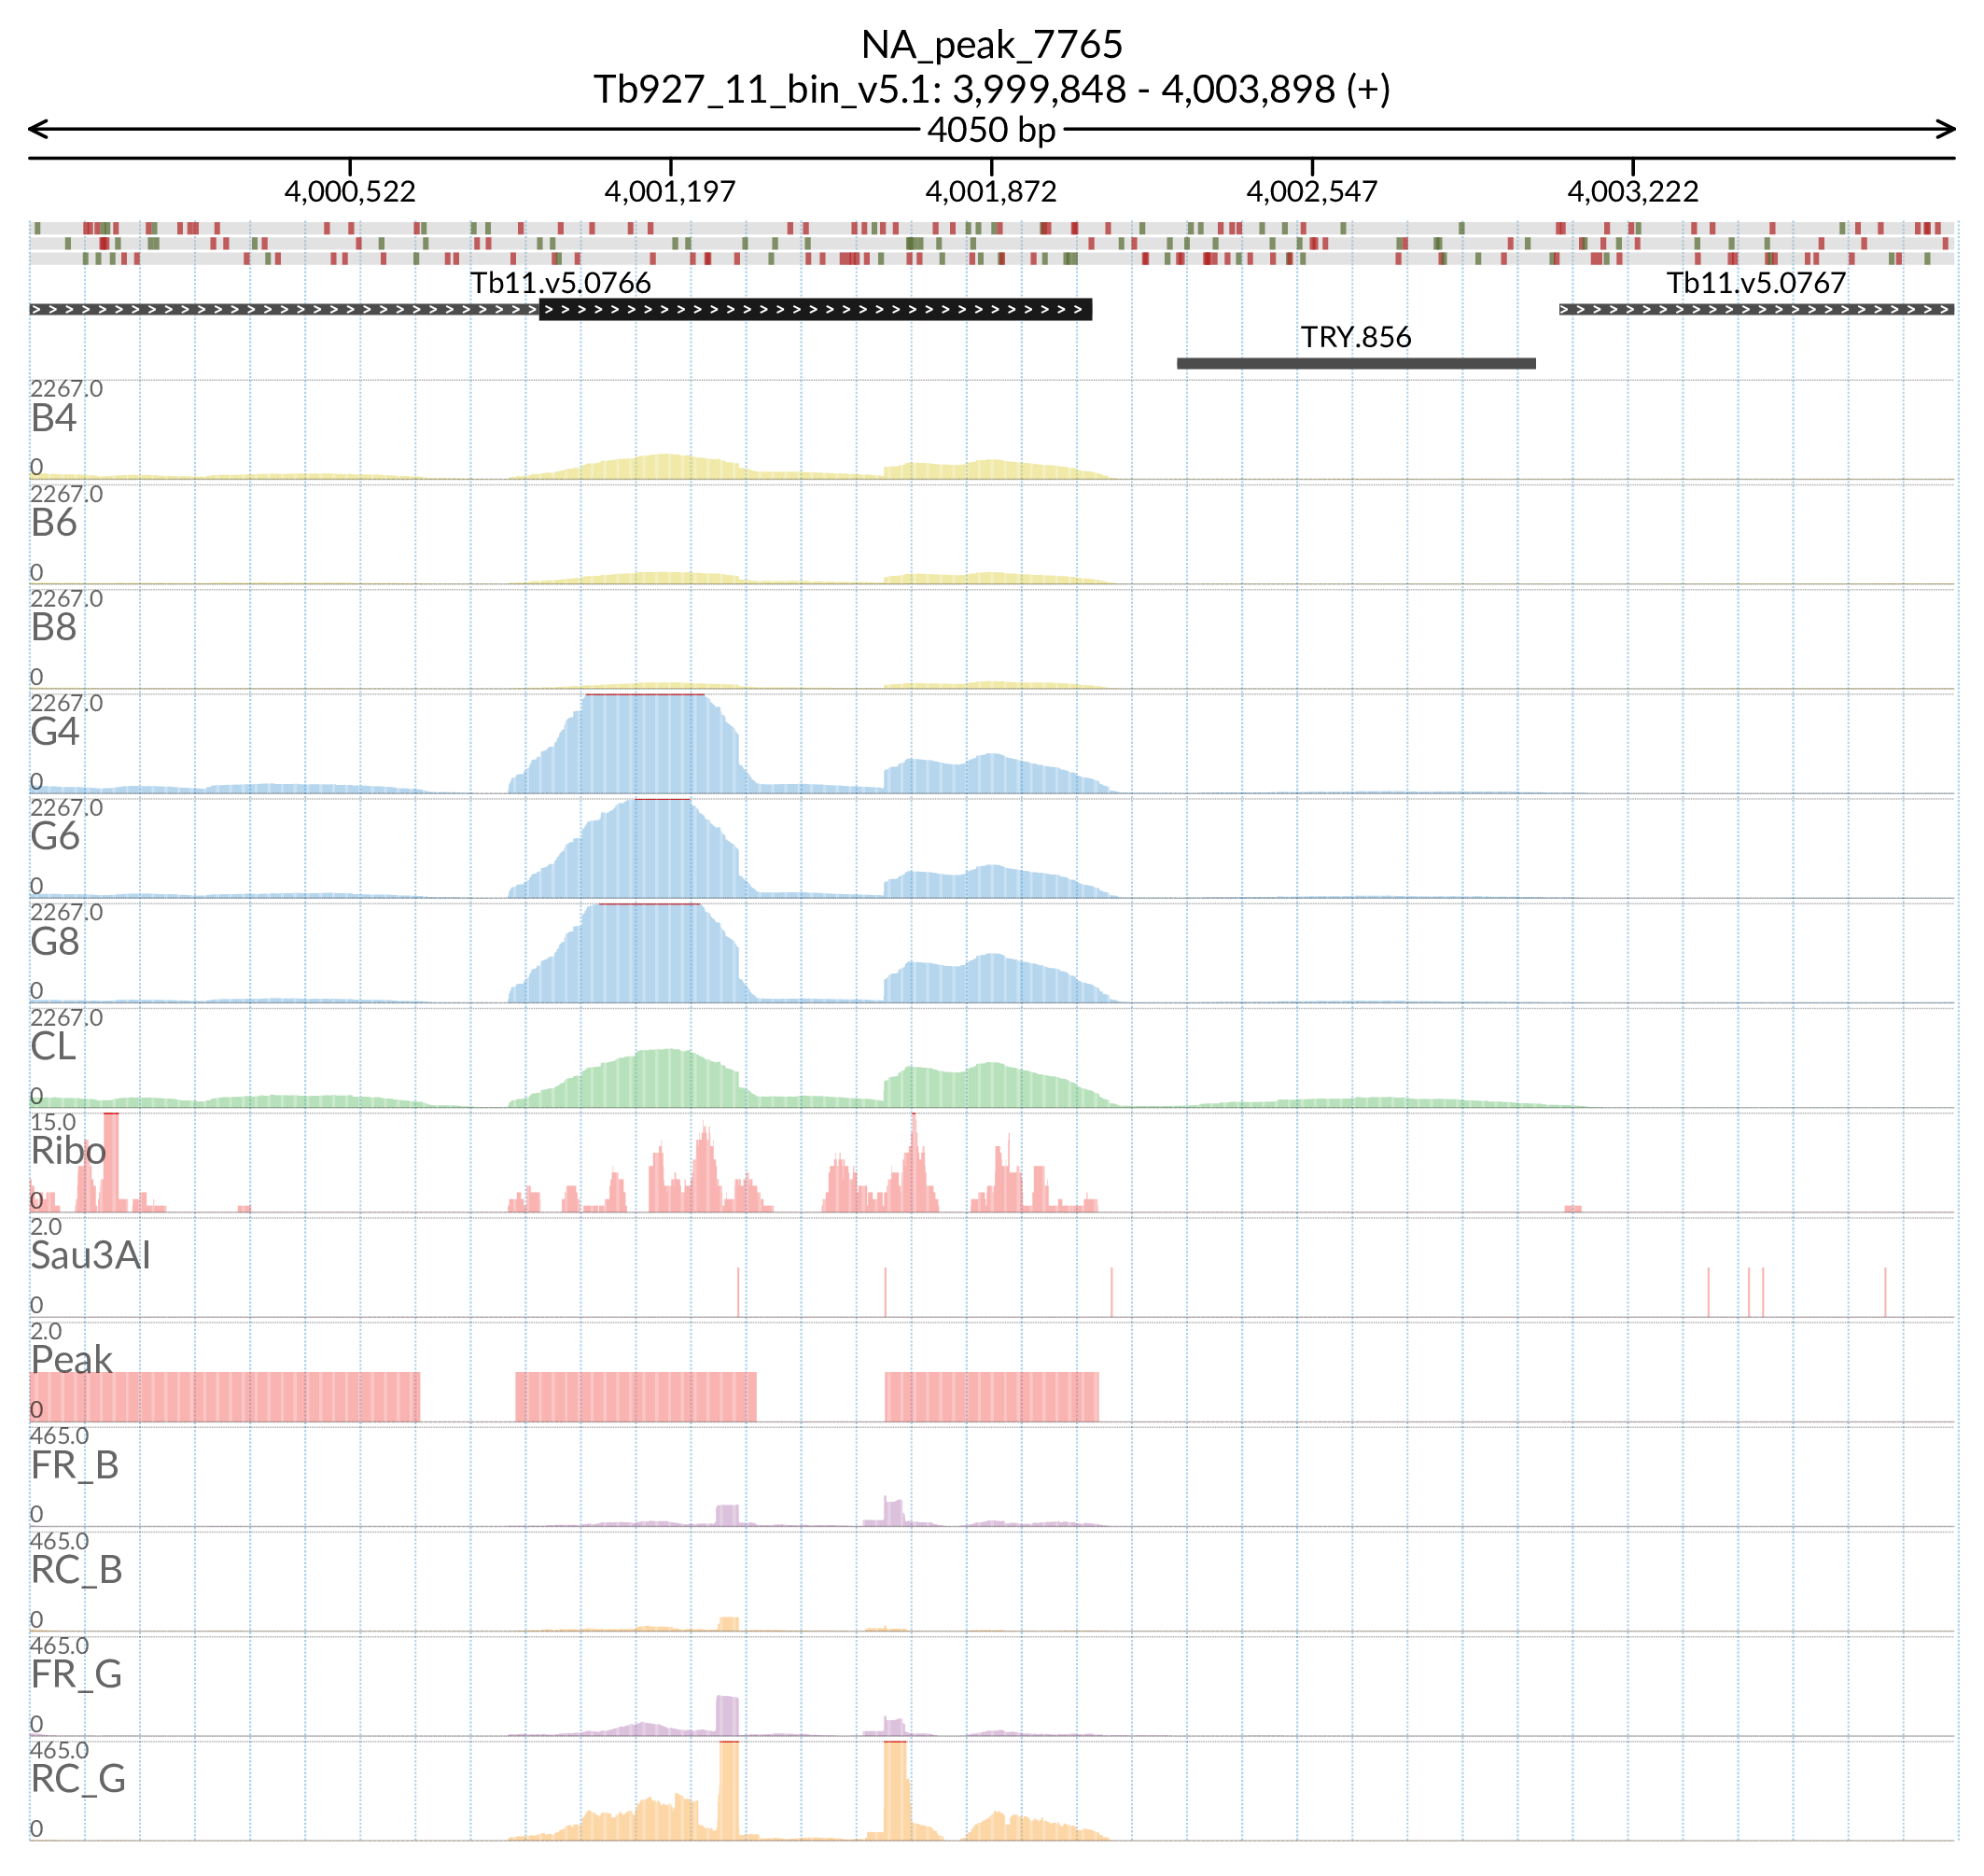 NA_peak_7765
Tb927_11_bin_v5.1: 3,999,848 - 4,003,898 (+)
4050 bp
4,000,522 4,001,197 4,001,872 4,002,547 4,003,222
Tb11.v5.0766 Tb11.v5.0767
TRY.856
2267.0
B4
0
2267.0
B6
0
2267.0
B8
0
2267.0
G4
0
2267.0
G6
0
2267.0
G8
0
2267.0
CL
0
15.0
Ribo
0
2.0
Sau3AI
0
2.0
Peak
0
465.0
FR_B
0
465.0
RC_B
0
465.0
FR_G
0
465.0
RC_G
0